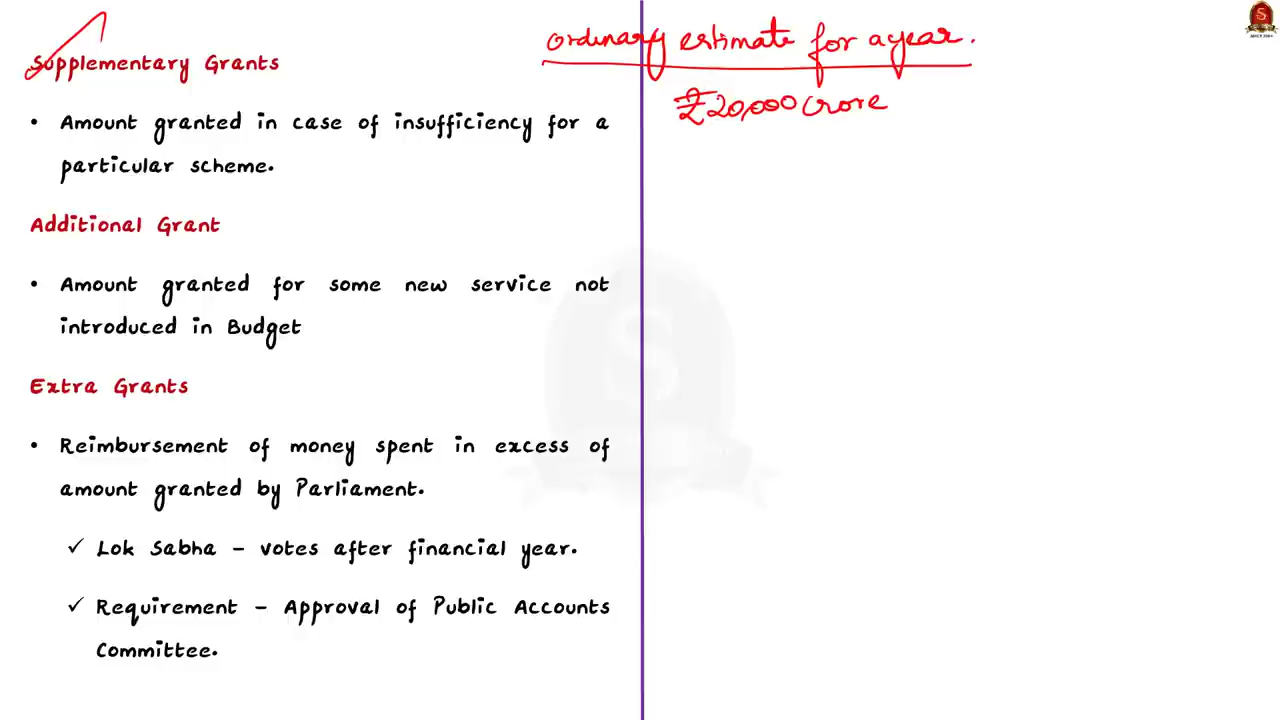 Supplementary Grants
• Amount granted in case of insufficiency for a
particular scheme.
Additional Grant
• Amount granted for some new service not
introduced in Budget
Extra Grants
• Reimbursement of money spent in excess of
amount granted by Parliament.
✓ Lok Sabha – votes after financial year.
✓ Requirement – Approval of Public Accounts
Committee.
ordinary estimate for a year.
₹20,000 crore